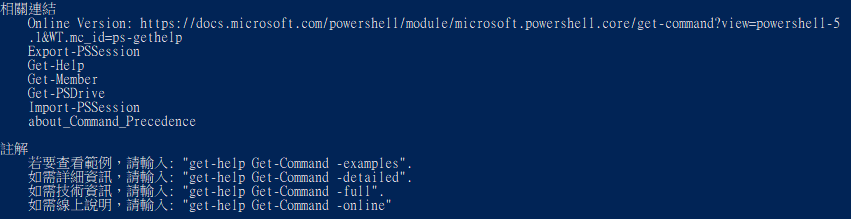 相關連結
Online Version: https://docs.microsoft.com/powershell/module/microsoft.powershell.core/get-command?view=powershell-5
.1&WT.mc_id=ps-gethelp
Export-PSSession
Get-Help
Get-Member
Get-PSDrive
Import-PSSession
about_Command_Precedence
註解
若要查看範例，請輸入: "get-help Get-Command -examples".
如需詳細資訊，請輸入: "get-help Get-Command -detailed".
如需技術資訊，請輸入: "get-help Get-Command -full".
如需線上說明，請輸入: "get-help Get-Command -online"